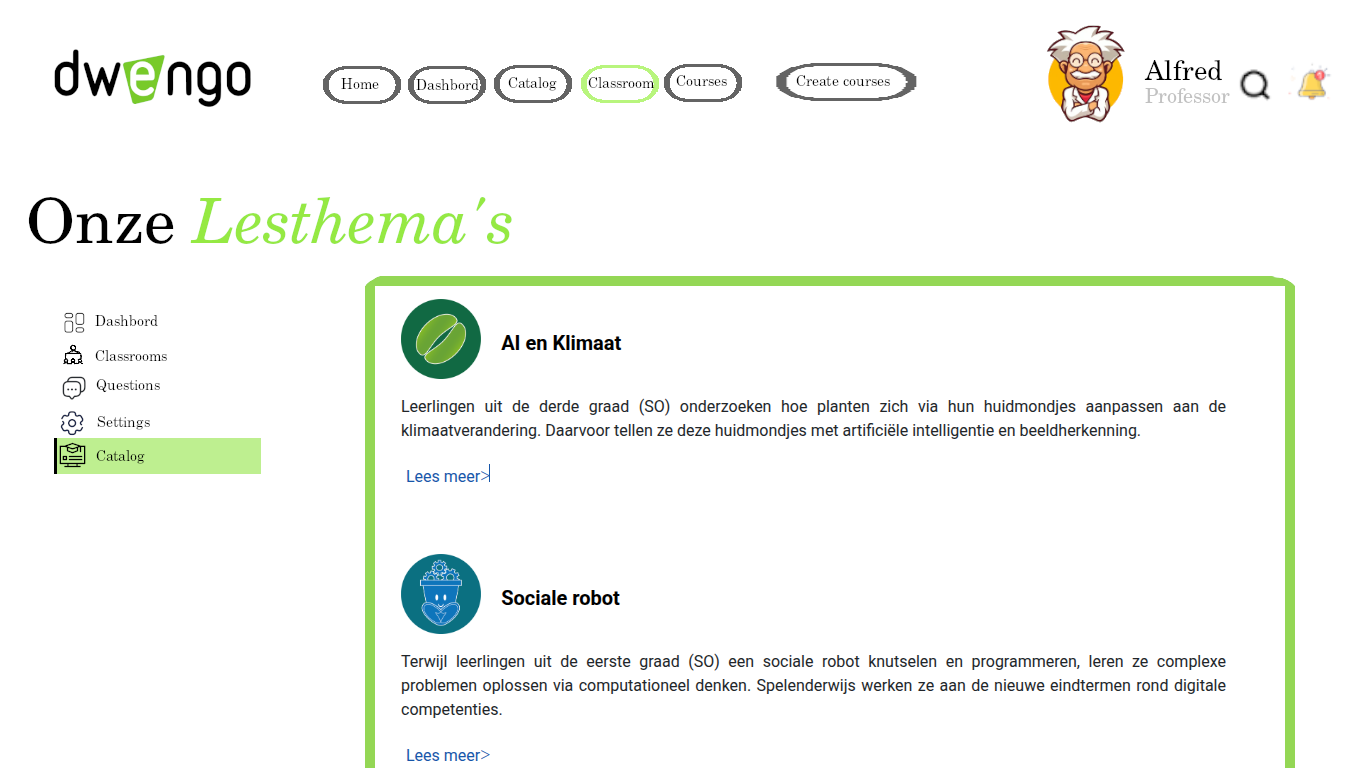 dwengo
Home
Dashbord
Catalog
Classroom
Courses
Create courses
Alfred
Professor
Onze Lesthema's
Dashbord
Classrooms
Questions
Settings
Catalog
AI en Klimaat
Leerlingen uit de derde graad (SO) onderzoeken hoe planten zich via hun huidmondjes aanpassen aan de
klimaatverandering. Daarvoor tellen ze deze huidmondjes met artificiële intelligentie en beeldherkenning.
Lees meer>
Sociale robot
Terwijl leerlingen uit de eerste graad (SO) een sociale robot knutselen en programmeren, leren ze complexe
problemen oplossen via computationeel denken. Spelenderwijs werken ze aan de nieuwe eindtermen rond digitale
competenties.
Lees meer>